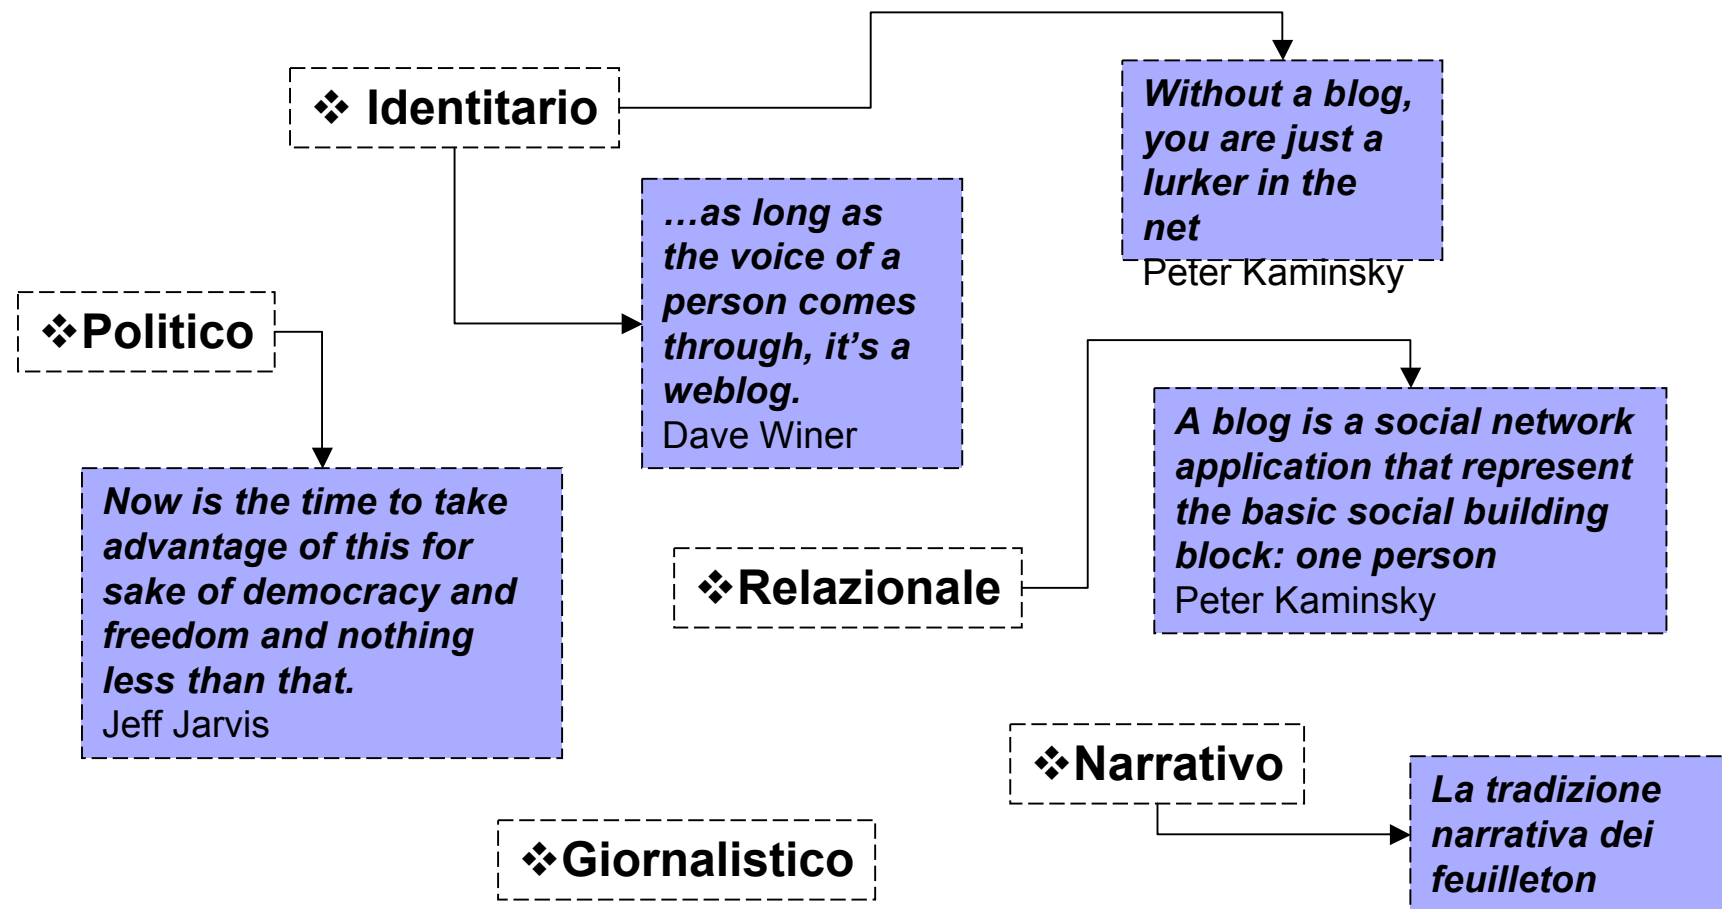 ❖ Identitario
Without a blog,
you are just a
lurker in the
net
Peter Kaminsky
…as long as
the voice of a
person comes
through, it’s a
weblog.
Dave Winer
❖Politico
Now is the time to take
advantage of this for
sake of democracy and
freedom and nothing
less than that.
Jeff Jarvis
❖Relazionale
A blog is a social network
application that represent
the basic social building
block: one person
Peter Kaminsky
❖Narrativo
La tradizione
narrativa dei
feuilleton
❖Giornalistico